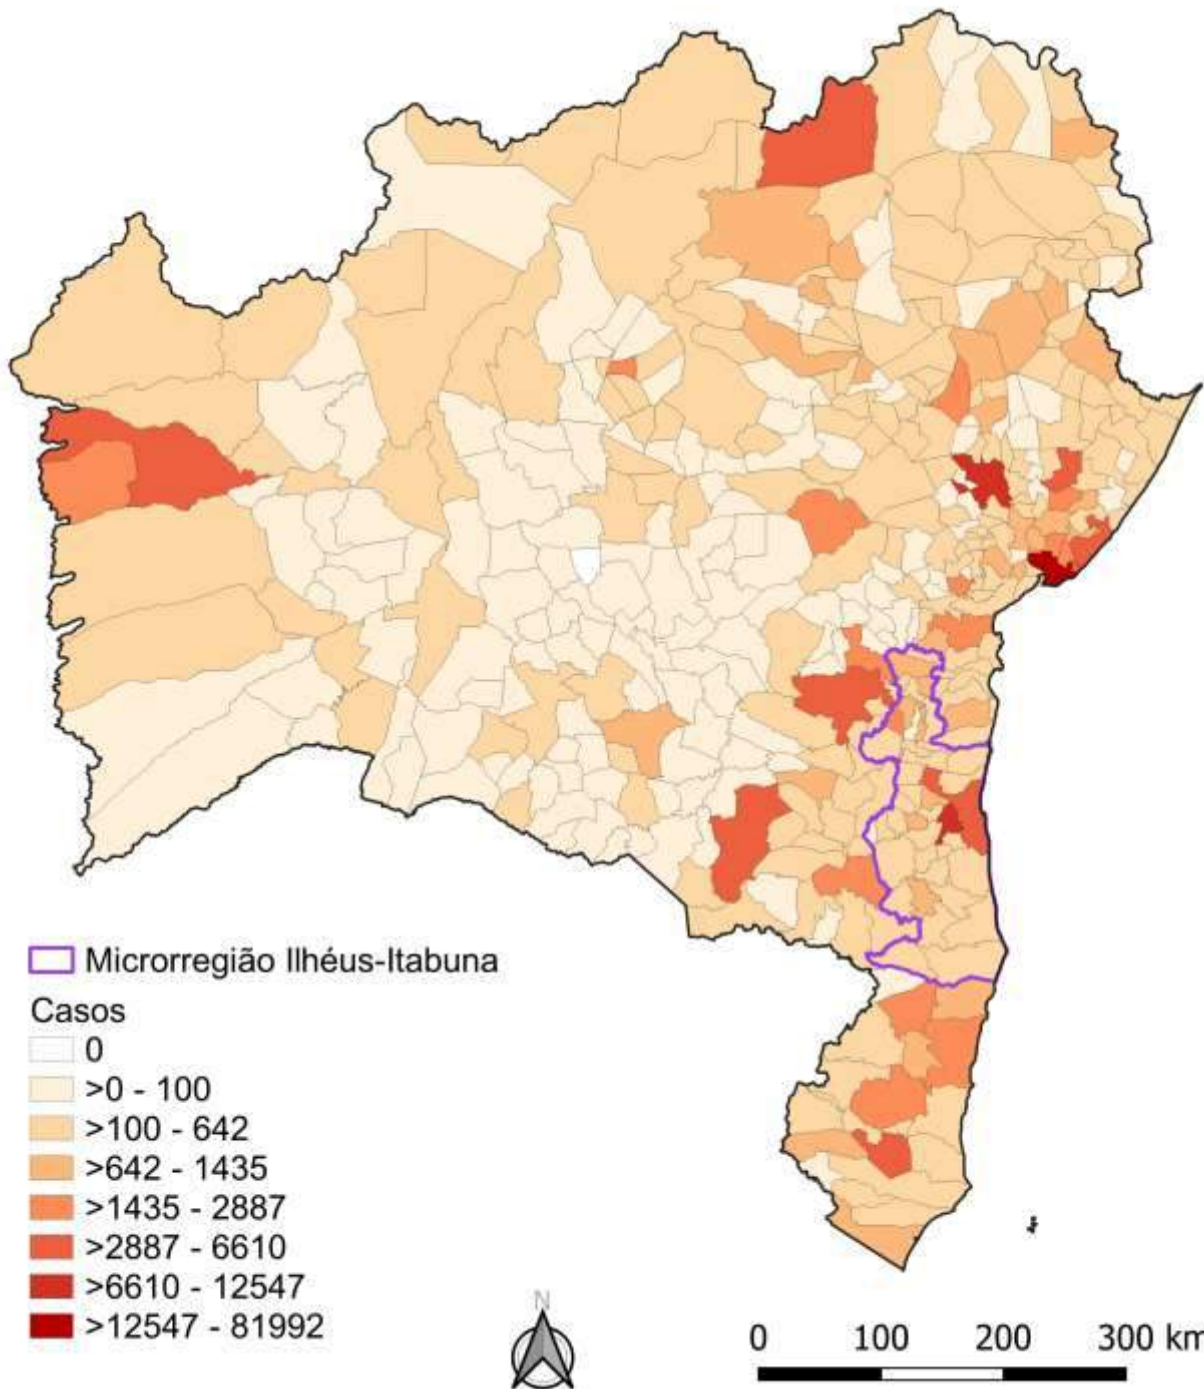 Microrregião Ilhéus-Itabuna
Casos
0
>0 - 100
>100 - 642
>642 - 1435
>1435 - 2887
>2887 - 6610
>6610 - 12547
>12547 - 81992
N
0 100 200 300 km